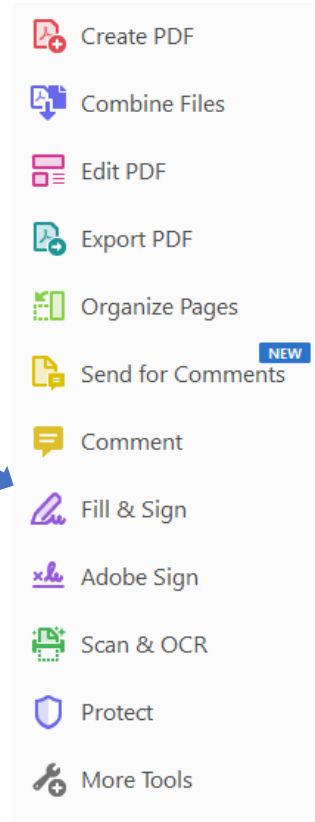 Create PDF
Combine Files
Edit PDF
Export PDF
Organize Pages
NEW
Send for Comments
Comment
Fill & Sign
Adobe Sign
Scan & OCR
Protect
More Tools